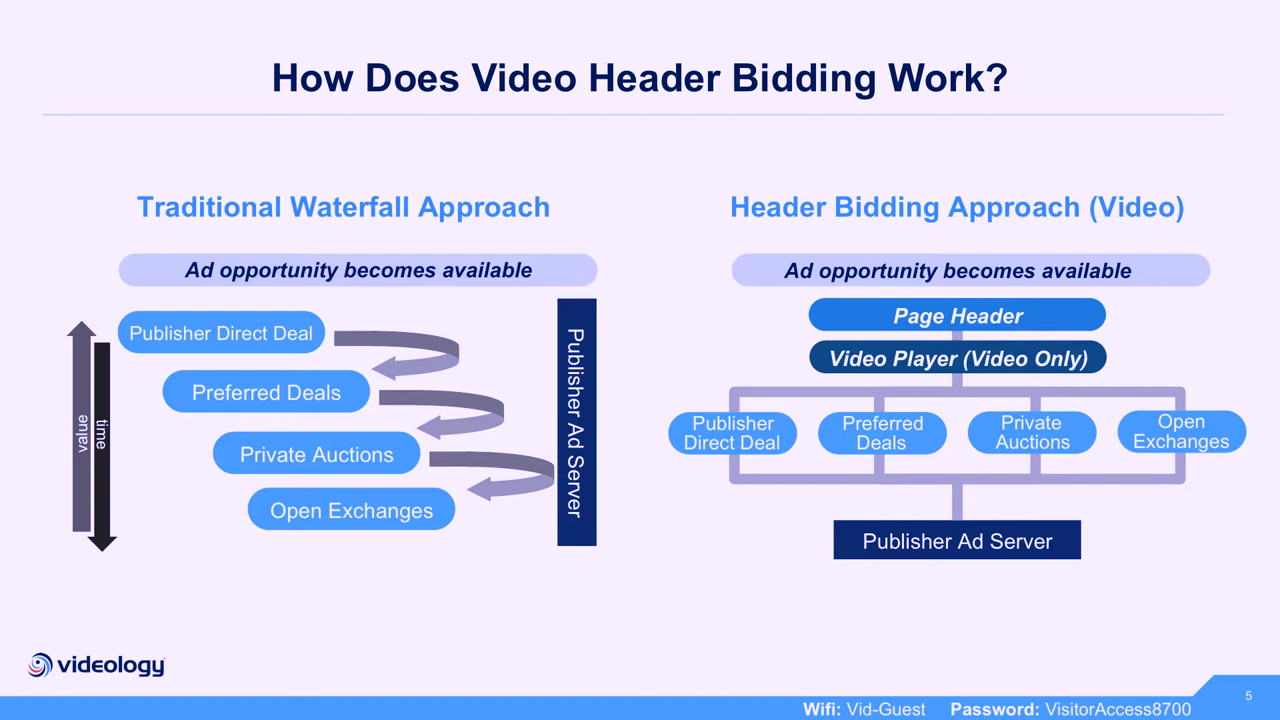 How Does Video Header Bidding Work?
Traditional Waterfall Approach
Ad opportunity becomes available
Publisher Direct Deal
Preferred Deals
Private Auctions
Open Exchanges
value
time
Publisher Ad Server
Header Bidding Approach (Video)
Ad opportunity becomes available
Page Header
Video Player (Video Only)
Publisher
Direct Deal
Preferred
Deals
Private
Auctions
Open
Exchanges
Publisher Ad Server
videology
Wifi: Vid-Guest Password: VisitorAccess8700
5